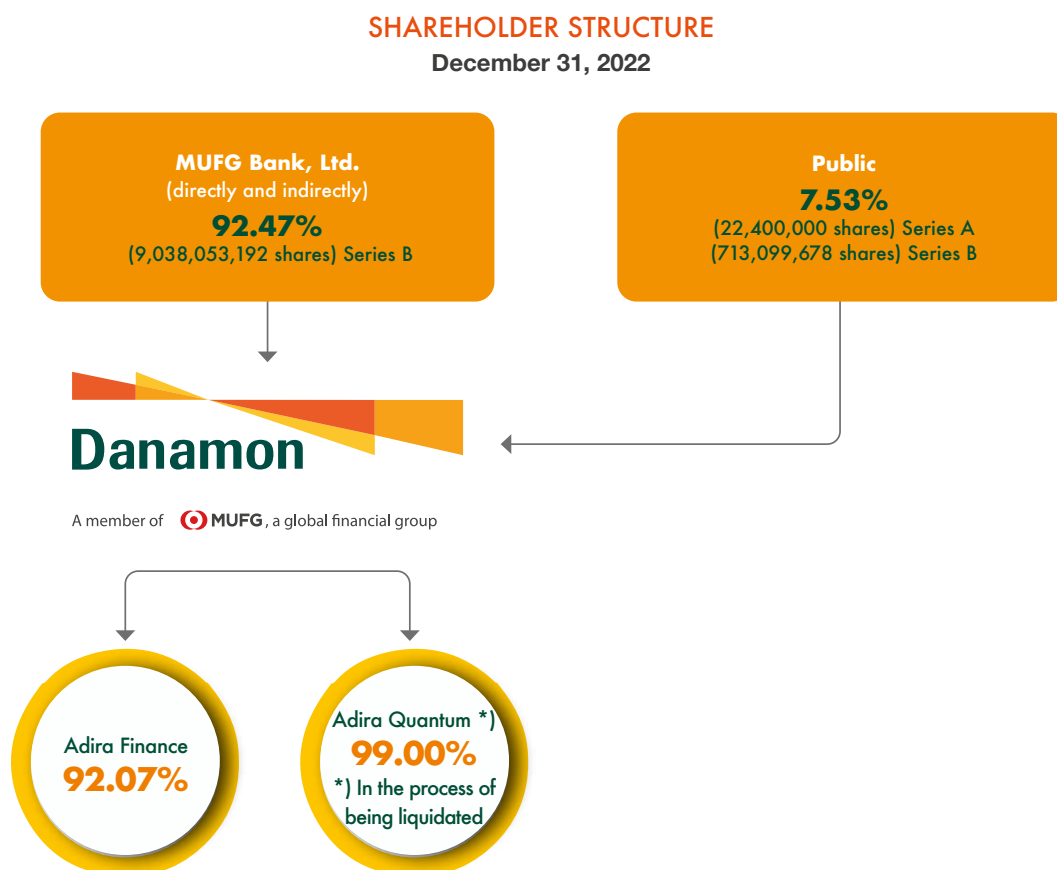 SHAREHOLDER STRUCTURE
December 31, 2022
MUFG Bank, Ltd.
(directly and indirectly)
92.47%
(9,038,053,192 shares) Series B
Public
7.53%
(22,400,000 shares) Series A
(713,099,678 shares) Series B
Danamon
A member of MUFG, a global financial group
Adira Finance
92.07%
Adira Quantum *)
99.00%
*) In the process of
being liquidated